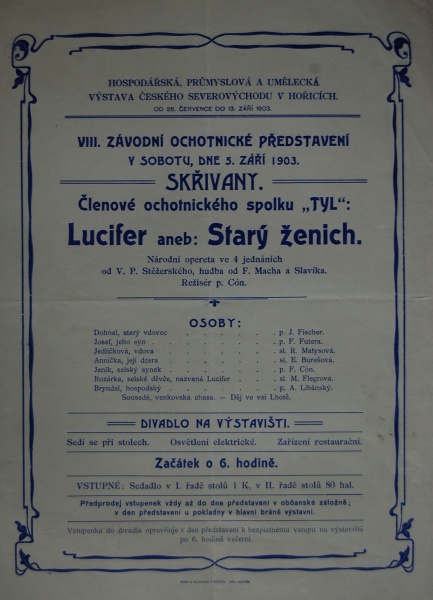 HOSPODÁŘSKÁ, PRŮMYSLOVÁ A UMĚLECKÁ
VÝSTAVA ČESKÉHO SEVEROVÝCHODU V HOŘICÍCH.
OD 26. ČERVENCE DO 13. ZÁŘÍ 1903.
VIII. ZÁVODNÍ OCHOTNICKÉ PŘEDSTAVENÍ
V SOBOTU, DNE 5. ZÁŘÍ 1903.
SKŘIVANY.
Členové ochotnického spolku „TYL“:
Lucifer aneb: Starý ženich.
Národní opereta ve 4 jednáních
od V. P. Stěžerského, hudba od F. Macha a Slavíka.
Režisér p. Cón.
OSOBY:
Dohnal, starý vdovec . . . . . . . . p. J. Fischer.
Josef, jeho syn . . . . . . . . p. F. Futera.
Jedličková, vdova . . . . . . . . sl. R. Matysová.
Annička, její dcera . . . . . . . . sl. E. Burešová.
Jeník, selský synek . . . . . . . . p. F. Cón.
Rozárka, selské děvče, nazvaná Lucifer . . . sl. M. Flegrova.
Bryndal, hospodský . . . . . . . . p. A. Libánský.
Sousedé, venkovská chasa. — Děj ve vsi Lhotě.
DIVADLO NA VÝSTAVIŠTI.
Sedí se při stolech. Osvětlení elektrické. Zařízení restaurační.
Začátek o 6. hodině.
VSTUPNÉ: Sedadlo v I. řadě stolů 1 K, v II. řadě stolů 80 hal.
Předprodej vstupenek vždy až do dne představení v občanské záložně;
v den představení u pokladny v hlavní bráně výstavní.
Vstupenka do divadla opravňuje v den představení k bezplatnému vstupu na výstaviště
po 6. hodině večerní.